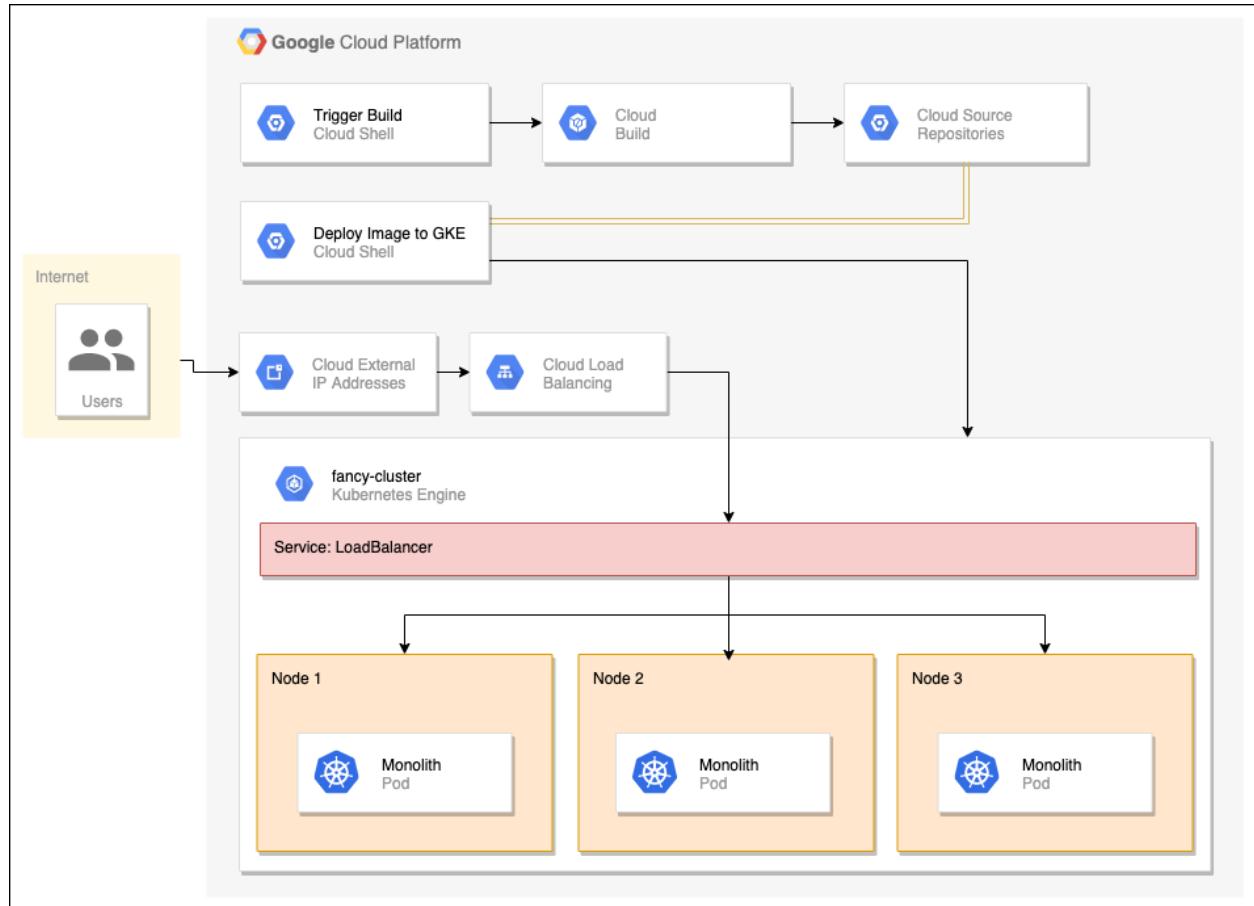 Google Cloud Platform
Trigger Build
Cloud Shell
Cloud
Build
Cloud Source
Repositories
Deploy Image to GKE
Cloud Shell
Internet
Users
Cloud External
IP Addresses
Cloud Load
Balancing
fancy-cluster
Kubernetes Engine
Service: LoadBalancer
Node 1
Monolith
Pod
Node 2
Monolith
Pod
Node 3
Monolith
Pod